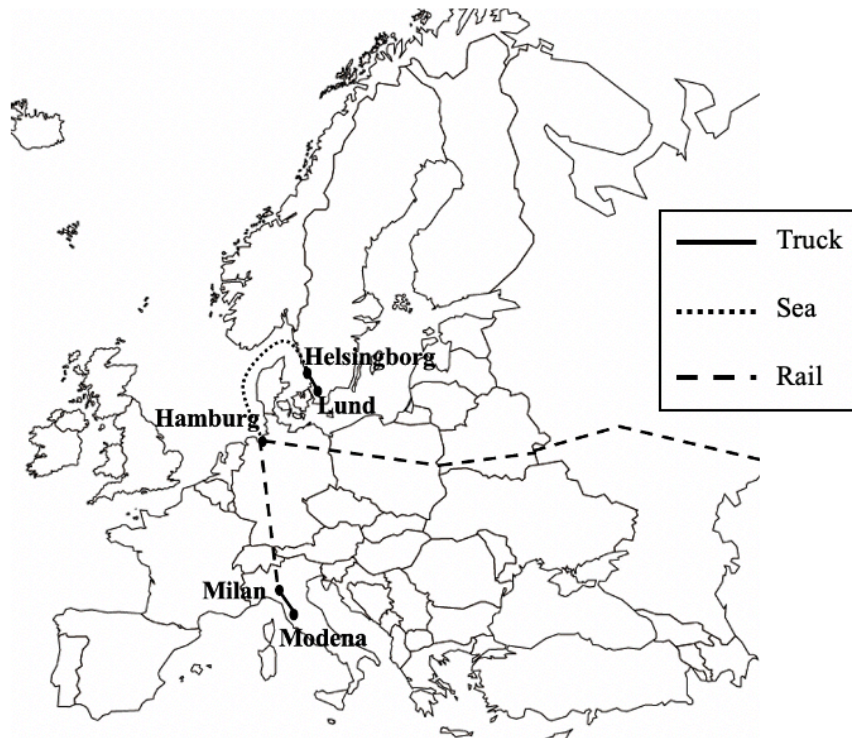 Truck
Sea
Rail
Helsingborg
Lund
Hamburg
Milan
Modena